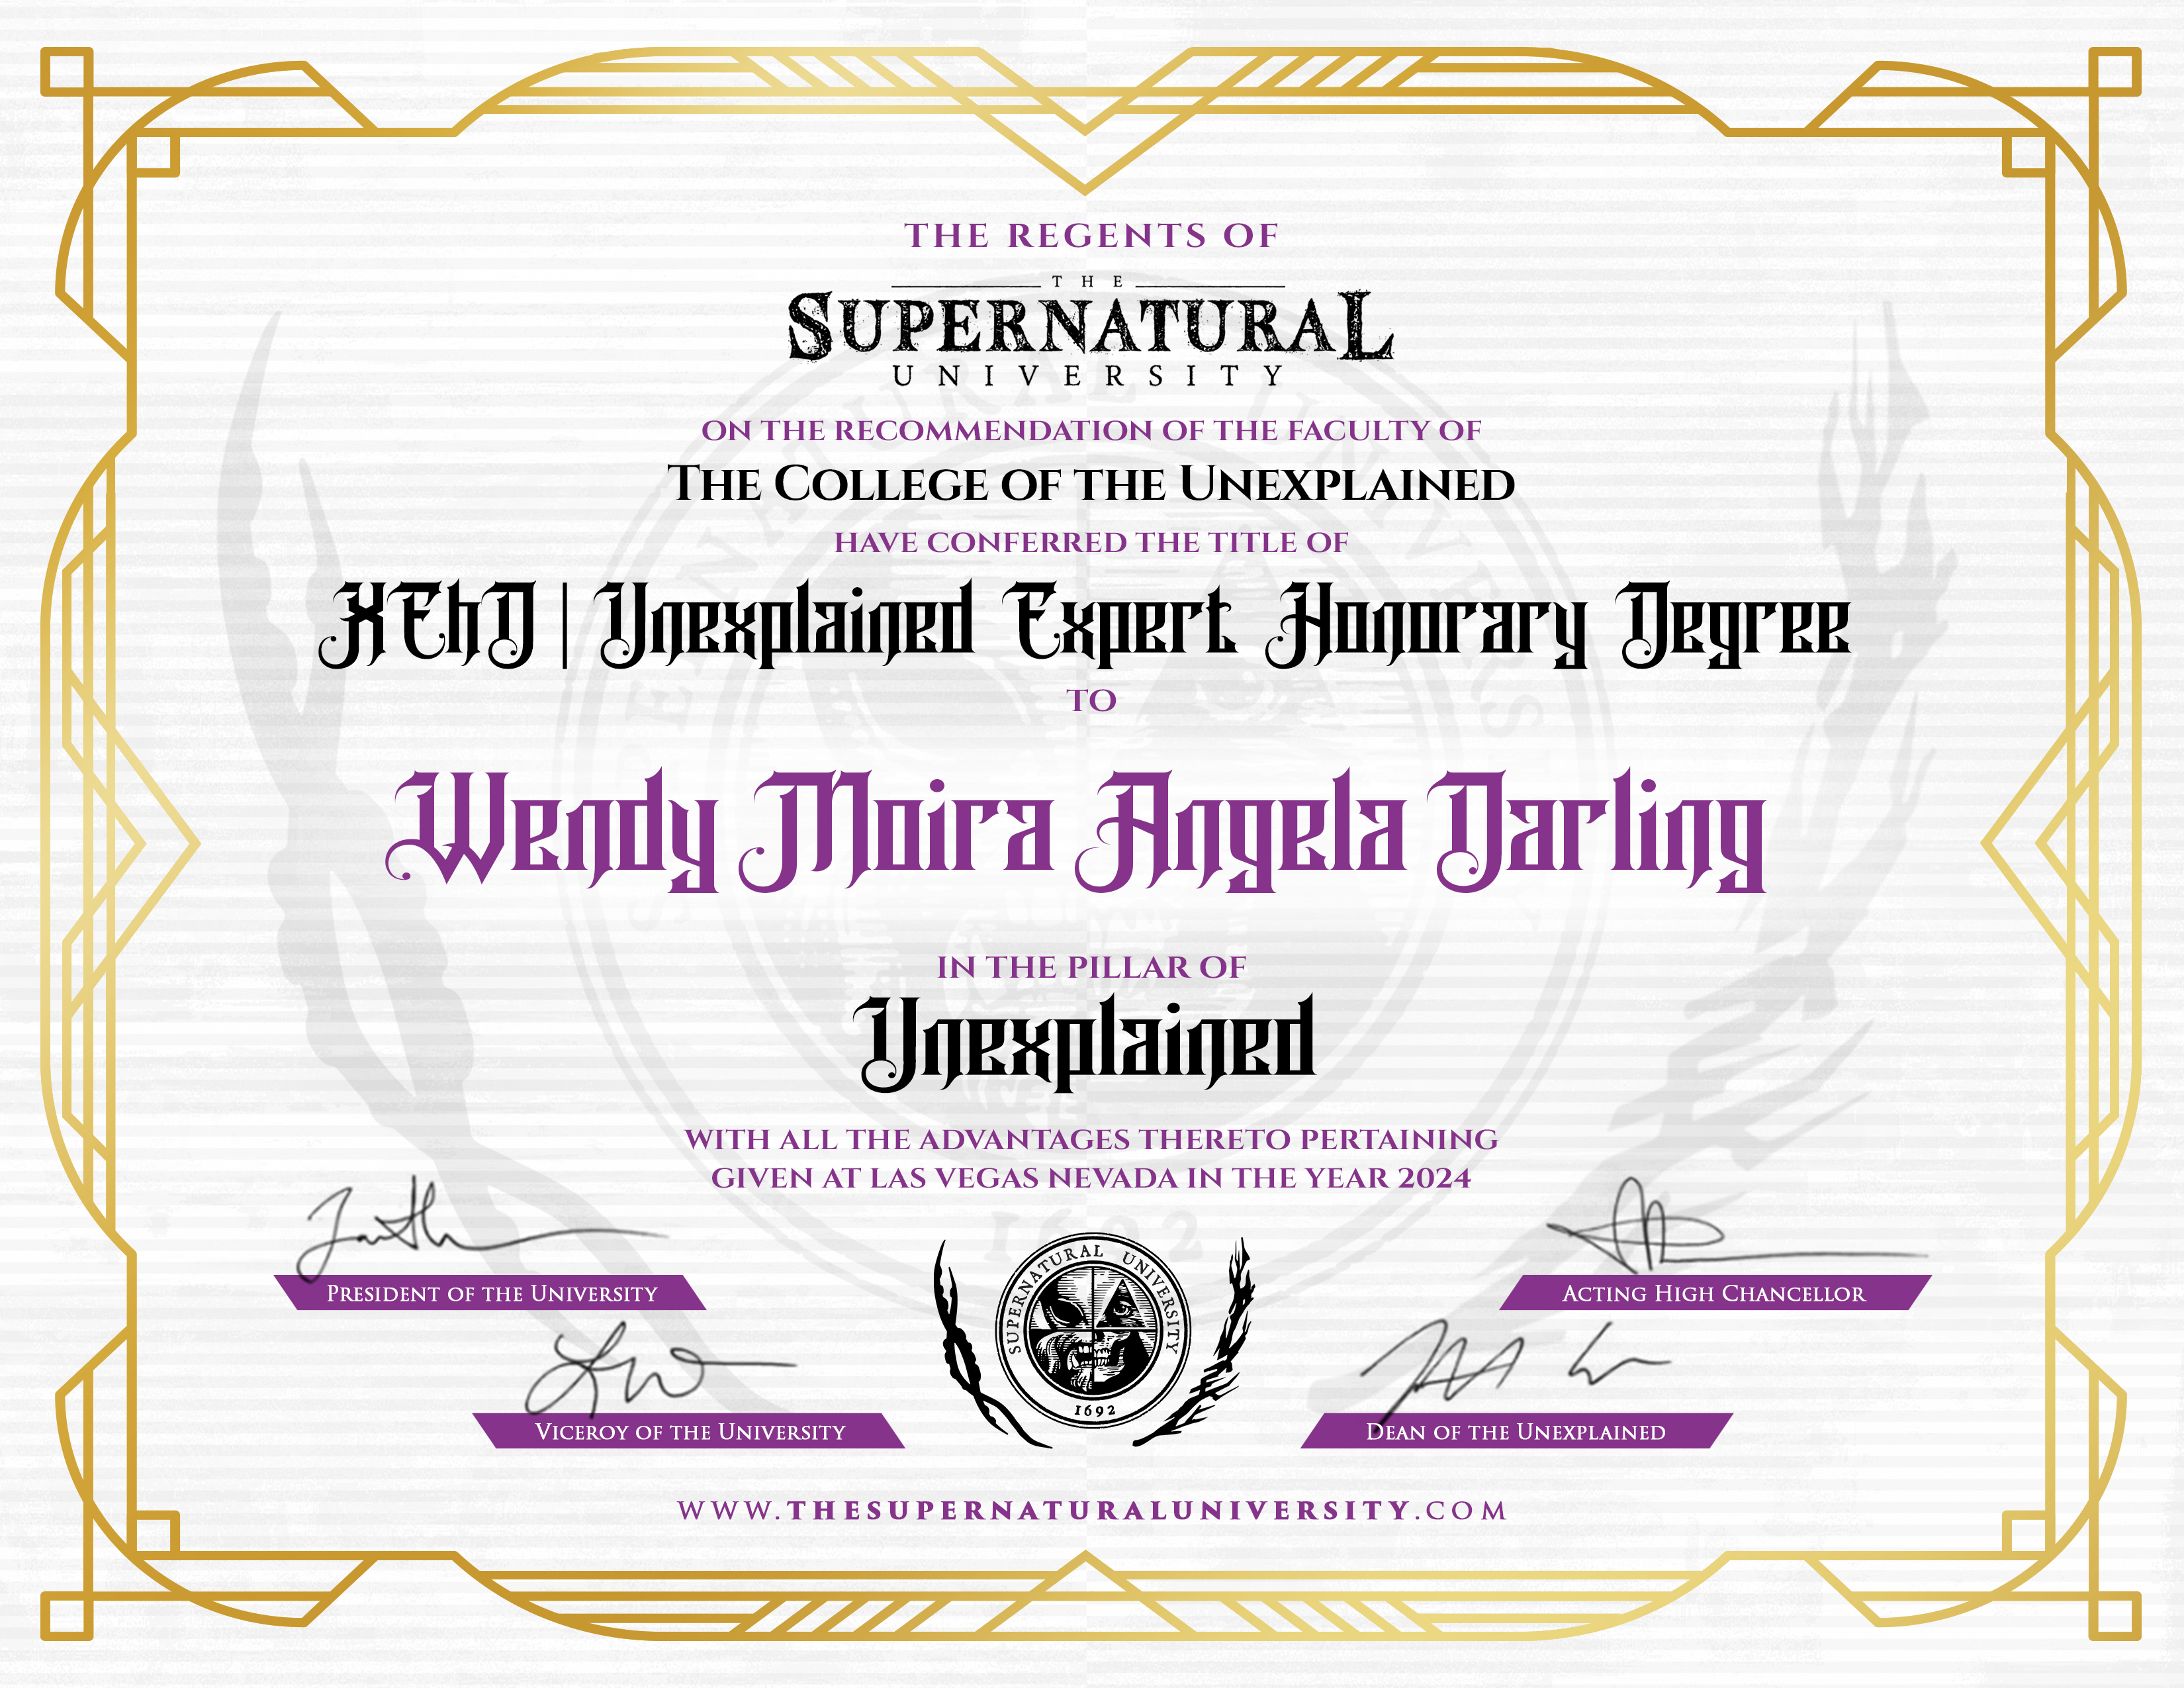 THE REGENTS OF
THE
SUPERNATURAL
UNIVERSITY
ON THE RECOMMENDATION OF THE FACULTY OF
THE COLLEGE OF THE UNEXPLAINED
HAVE CONFERRED THE TITLE OF
XEhD | Unexplained Expert Honorary Degree
TO
Wendy Moira Angela Darling
IN THE PILLAR OF
Unexplained
WITH ALL THE ADVANTAGES THERETO PERTAINING
GIVEN AT LAS VEGAS NEVADA IN THE YEAR 2024
PRESIDENT OF THE UNIVERSITY
ACTING HIGH CHANCELLOR
SUPERNATURAL UNIVERSITY
1692
VICEROY OF THE UNIVERSITY
DEAN OF THE UNEXPLAINED
WWW.THESUPERNATURALUNIVERSITY.COM